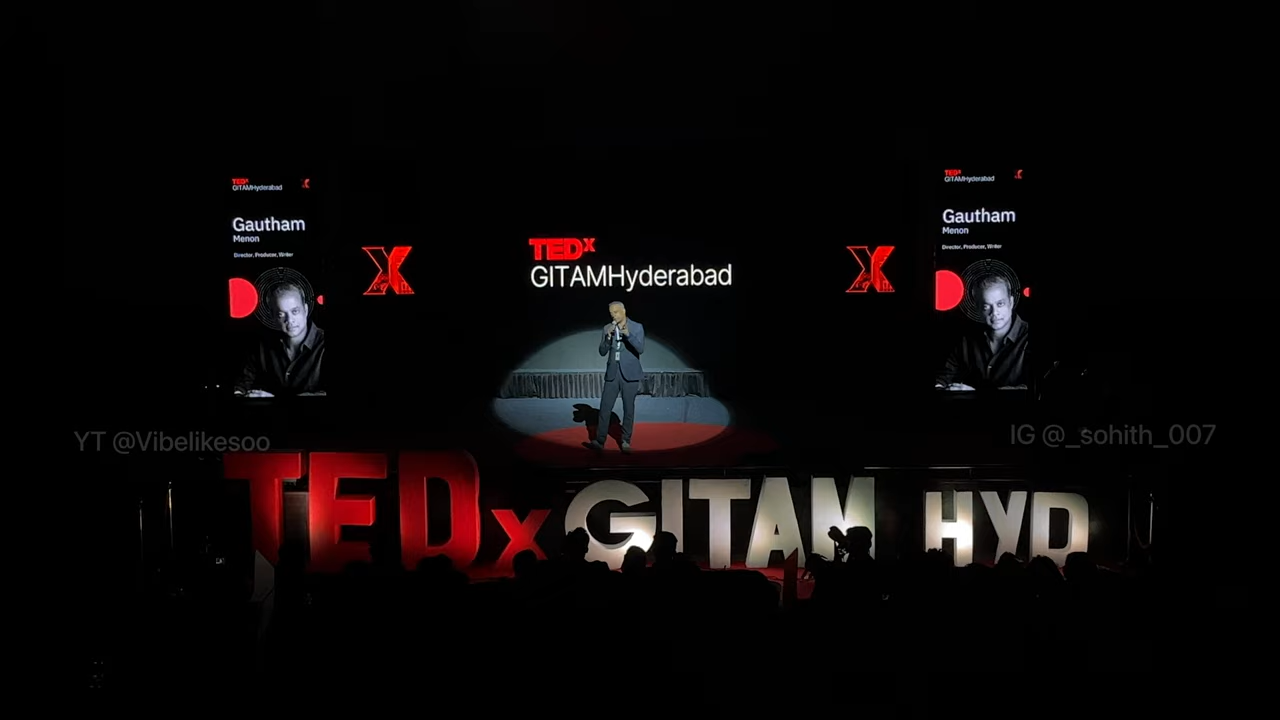 TEDx
GITAMHyderabad
X
Gautham
Menon
Director, Producer, Writer
X
TEDx
GITAMHyderabad
X
TEDx
GITAMHyderabad
X
Gautham
Menon
Director, Producer, Writer
YT @Vibelikesoo
IG @_sohith_007
TEDx GITAM HYD